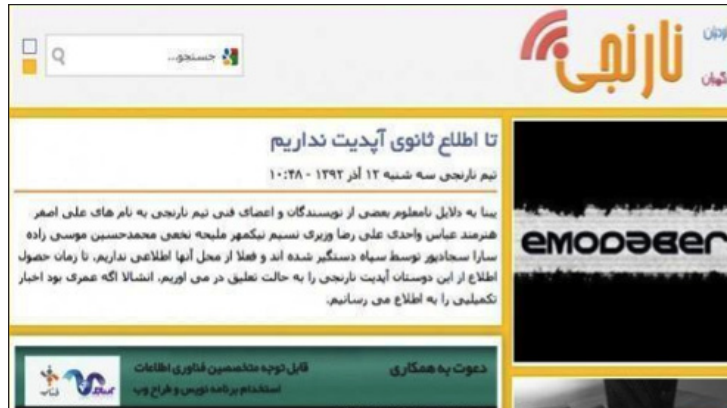 نارنجی
جستجو...
تا اطلاع ثانوی آپدیت نداریم
تیم نارنجی سه شنبه ۱۲ آذر ۱۳۹۲ - ۱۰:۴۸
بینا به دلایل نامعلوم بعضی از نویسندگان و اعضای فنی تیم نارنجی به نام های علی اصغر
هنرمند عباس واحدی علی رضا وزیری نسیم نیکمهر ملیحه نخعی محمدحسین موسی زاده
سارا سجادپور توسط سپاه دستگیر شده اند و فعلا از محل آنها اطلاعی نداریم. تا زمان حصول
اطلاع از این دوستان آپدیت نارنجی را به حالت تعلیق در می اوریم. انشالا اگه عمری بود اخبار
تکمیلیی را به اطلاع می رسانیم.
emodaber
دعوت به همکاری
قابل توجه متخصصین فناوری اطلاعات
استخدام برنامه نویس و طراح وب